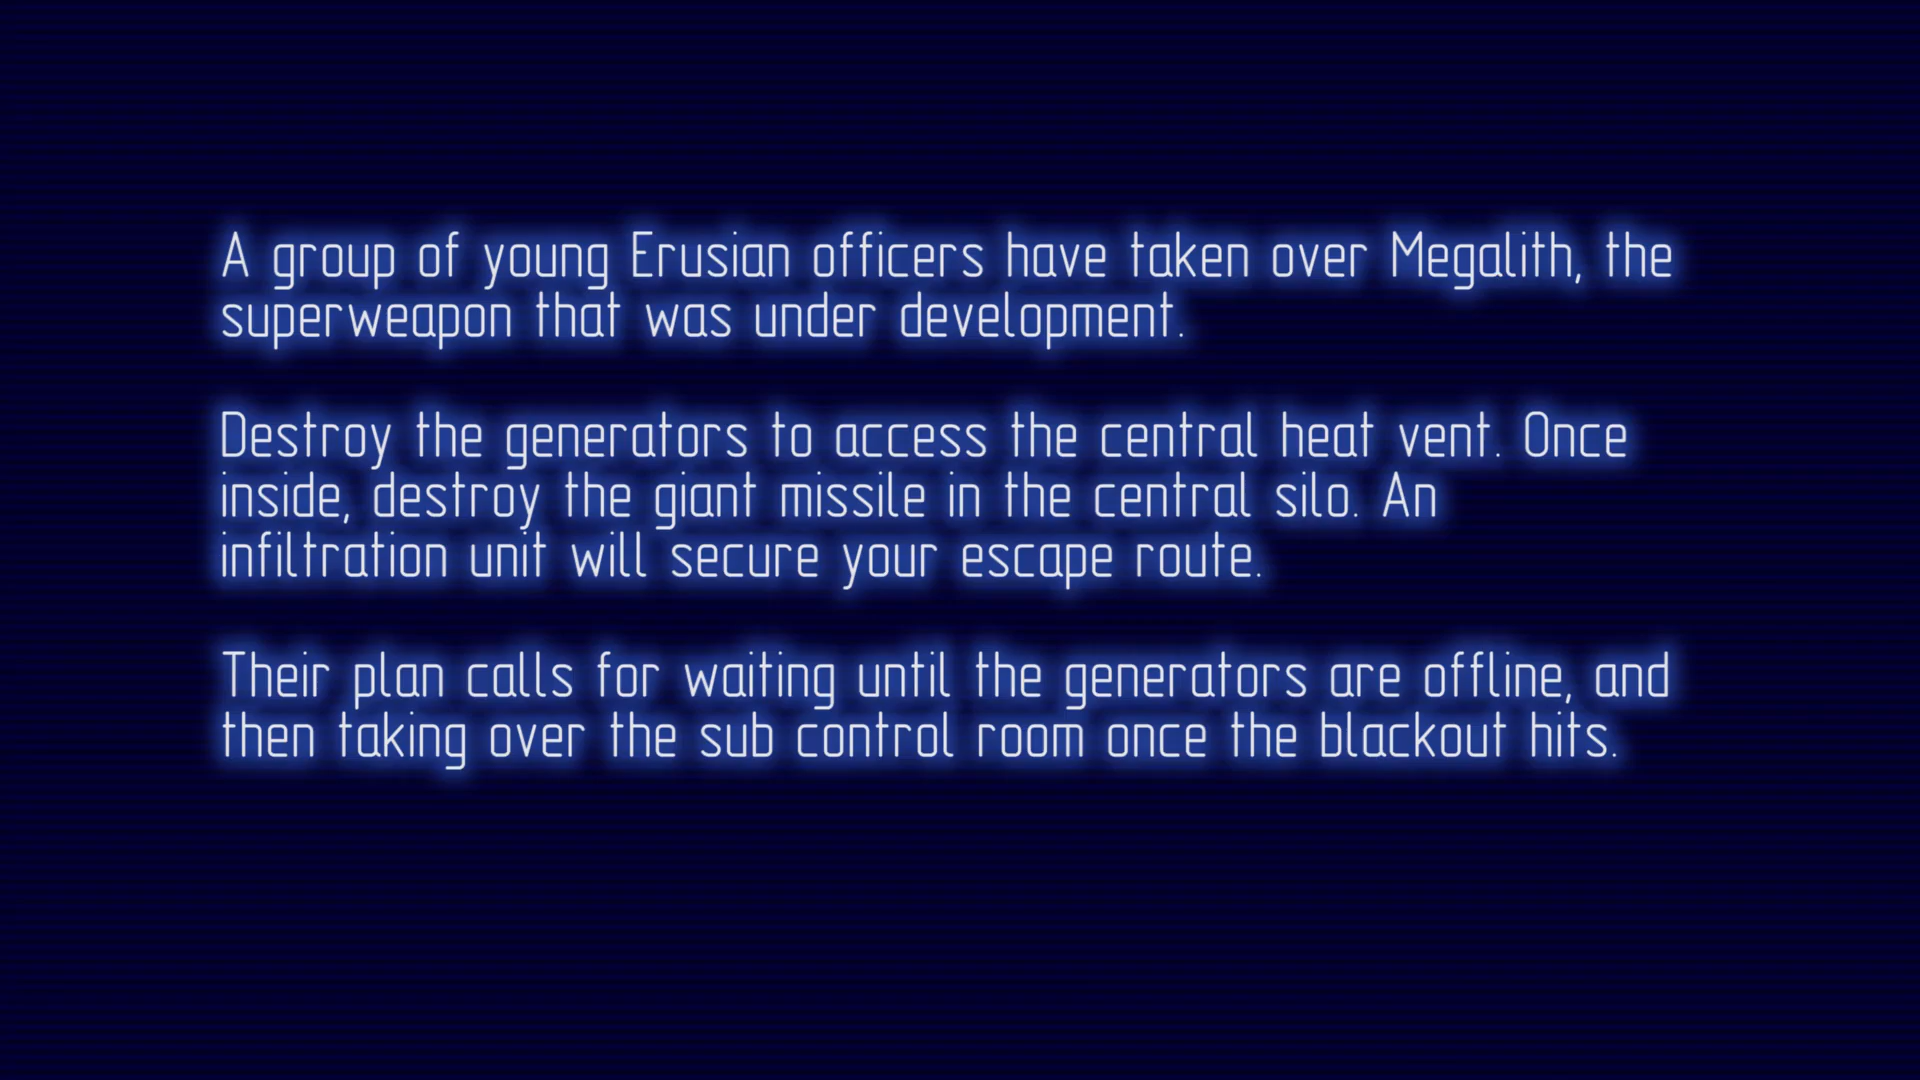 A group of young Erusian officers have taken over Megalith, the
superweapon that was under development.
Destroy the generators to access the central heat vent. Once
inside, destroy the giant missile in the central silo. An
infiltration unit will secure your escape route.
Their plan calls for waiting until the generators are offline, and
then taking over the sub control room once the blackout hits.